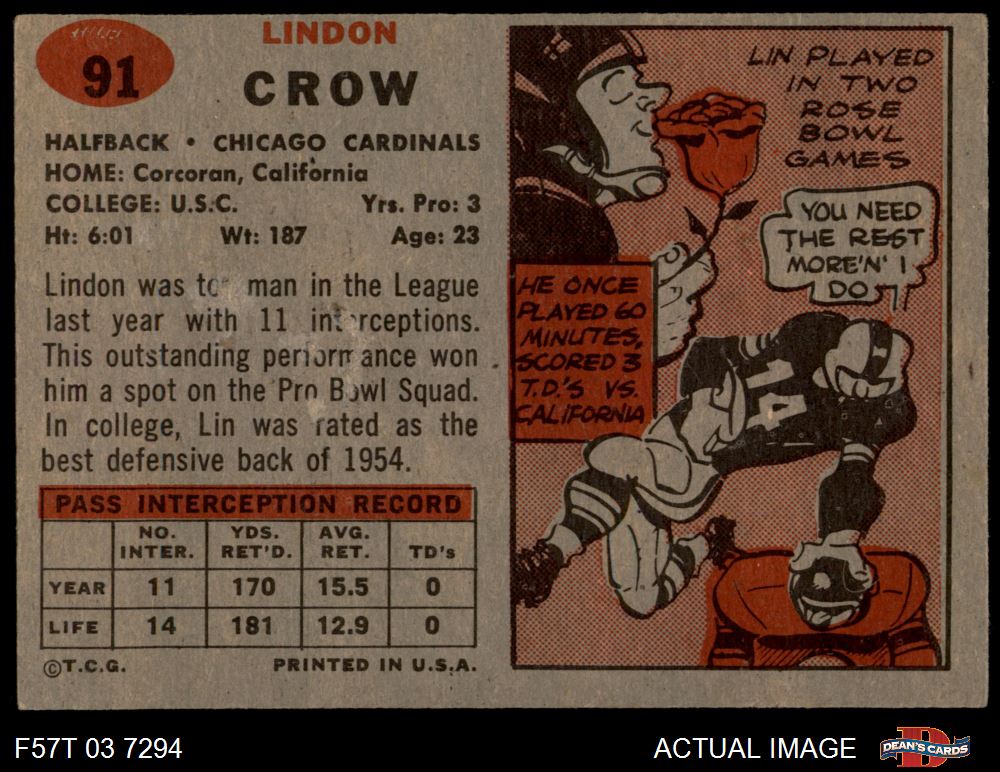 91
LINDON
CROW
HALFBACK • CHICAGO CARDINALS
HOME: Corcoran, California
COLLEGE: U.S.C. Yrs. Pro: 3
Ht: 6:01 Wt: 187 Age: 23
Lindon was to man in the League
last year with 11 interceptions.
This outstanding performance won
him a spot on the Pro Bowl Squad.
In college, Lin was rated as the
best defensive back of 1954.
PASS INTERCEPTION RECORD
NO. INTER. YDS. RET'D. AVG. RET. TD's
YEAR 11 170 15.5 0
LIFE 14 181 12.9 0
©T.C.G. PRINTED IN U.S.A.
LIN PLAYED
IN TWO
ROSE
BOWL
GAMES
YOU NEED
THE REST
MORE'N' I
DO
HE ONCE
PLAYED 60
MINUTES,
SCORED 3
T.D.'S VS.
CALIFORNIA
14
F57T 03 7294
ACTUAL IMAGE
D
DEAN'S CARDS